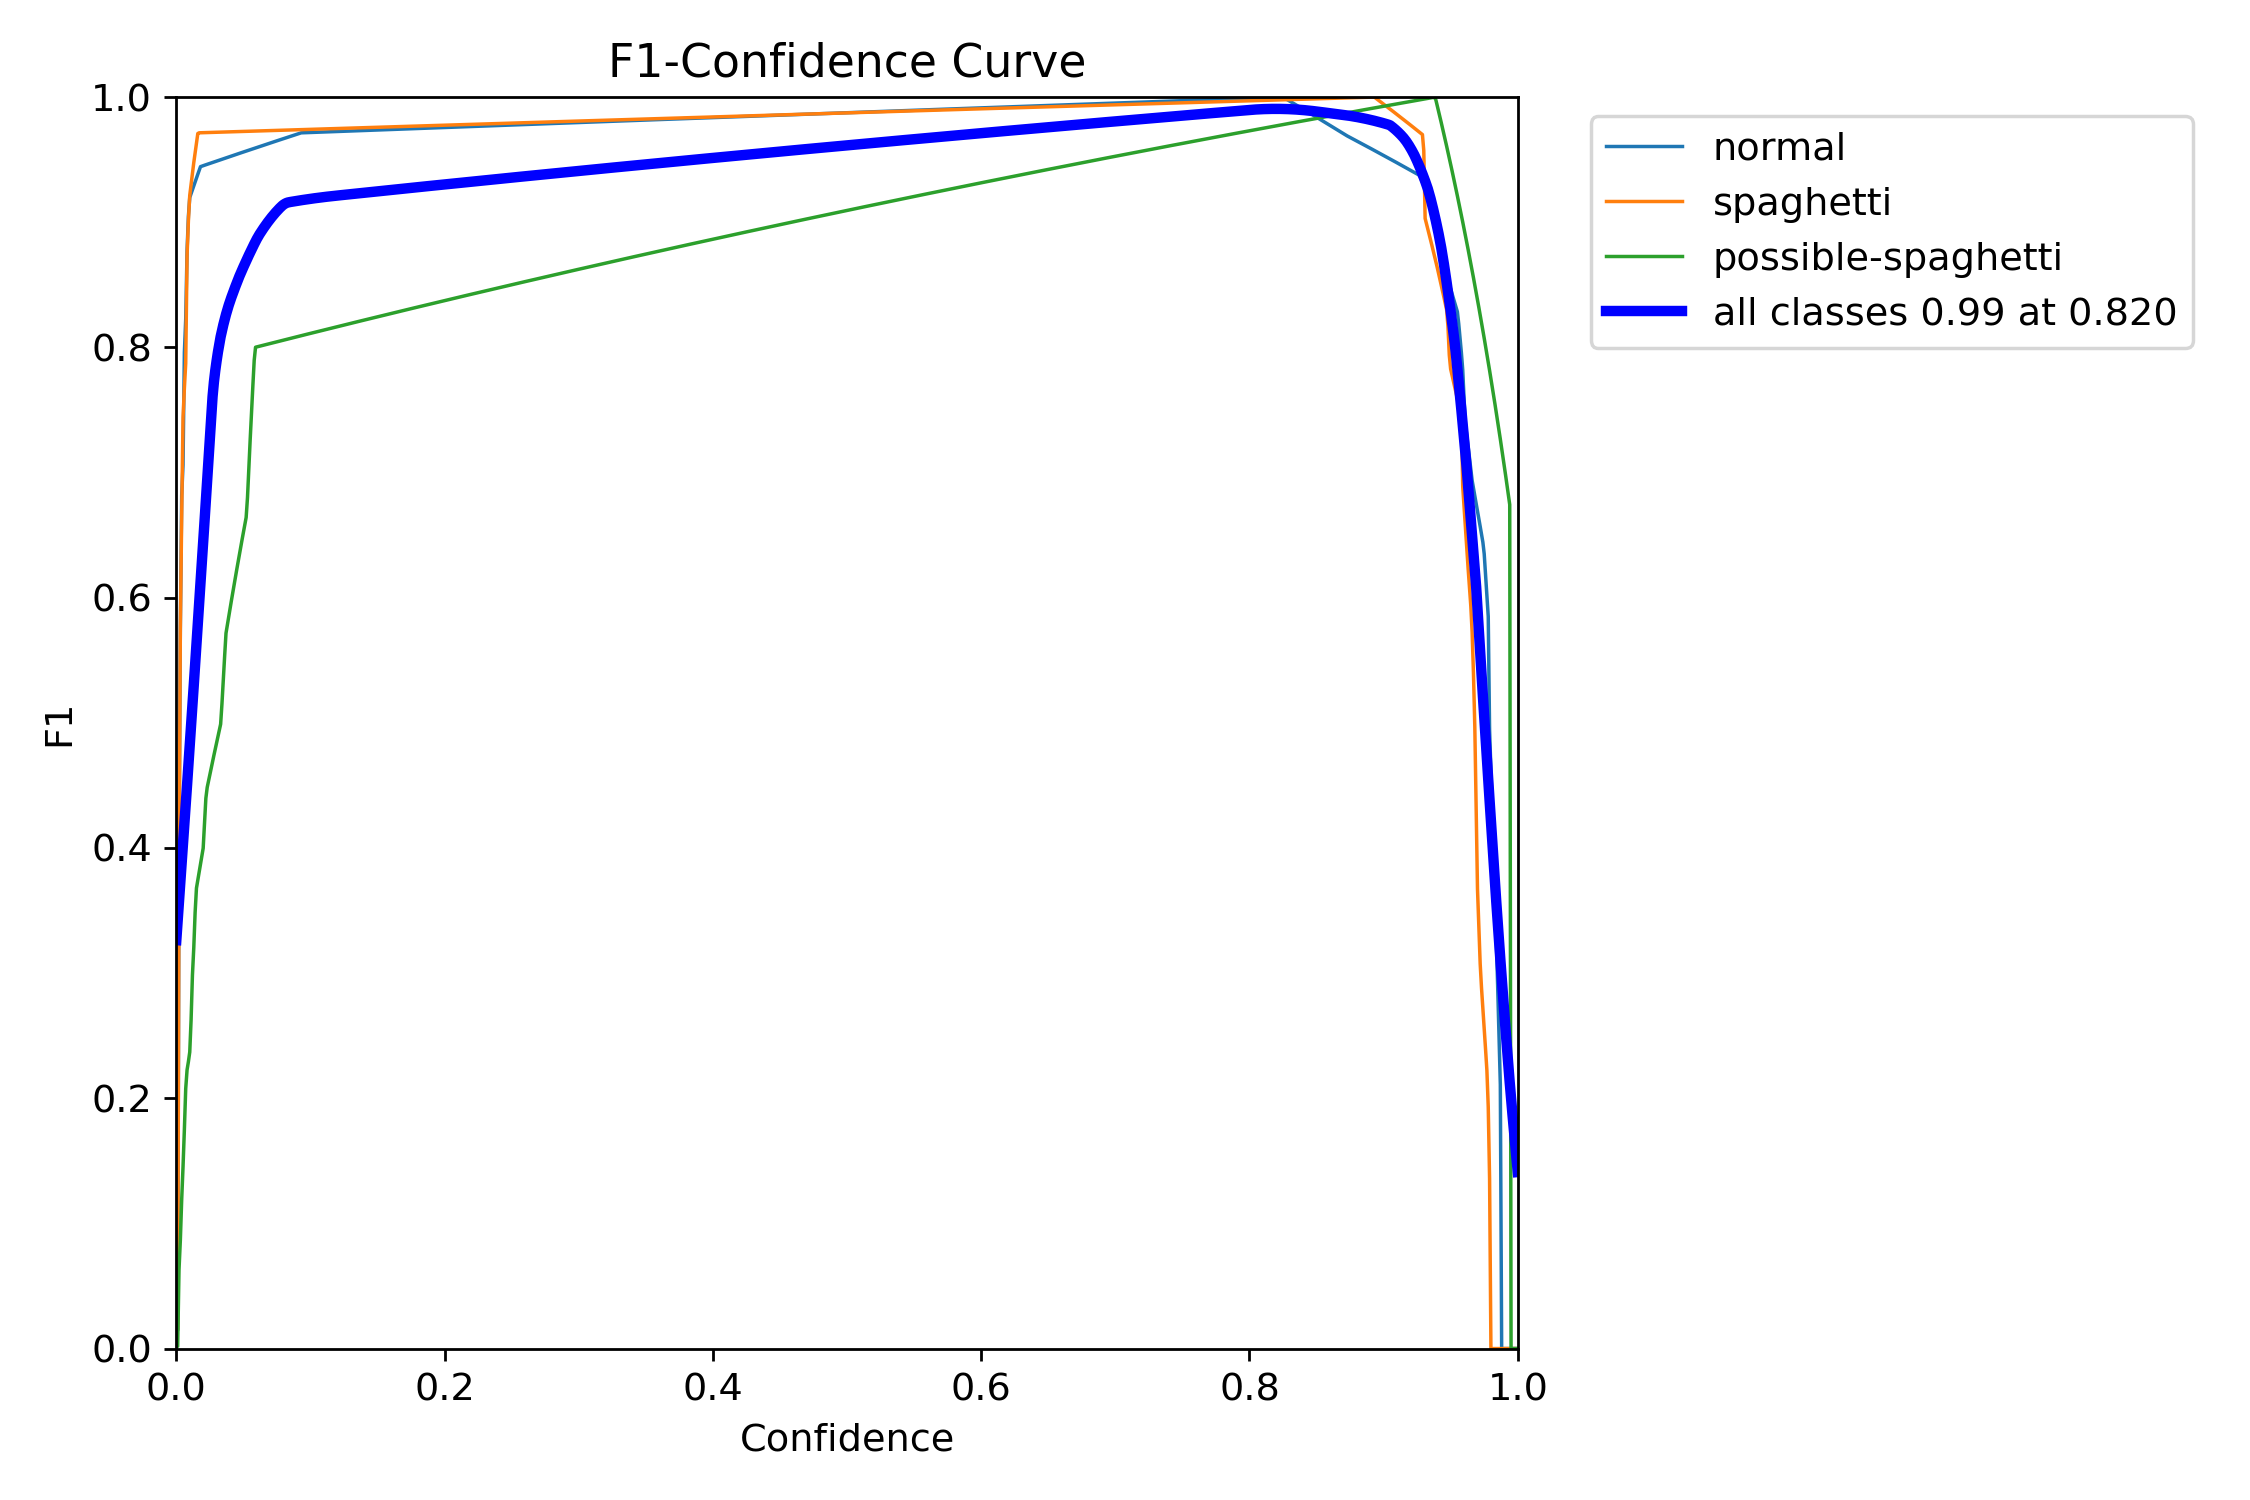 F1-Confidence Curve
1.0
0.8
0.6
0.4
0.2
0.0
F1
0.0 0.2 0.4 0.6 0.8 1.0
Confidence
normal
spaghetti
possible-spaghetti
all classes 0.99 at 0.820